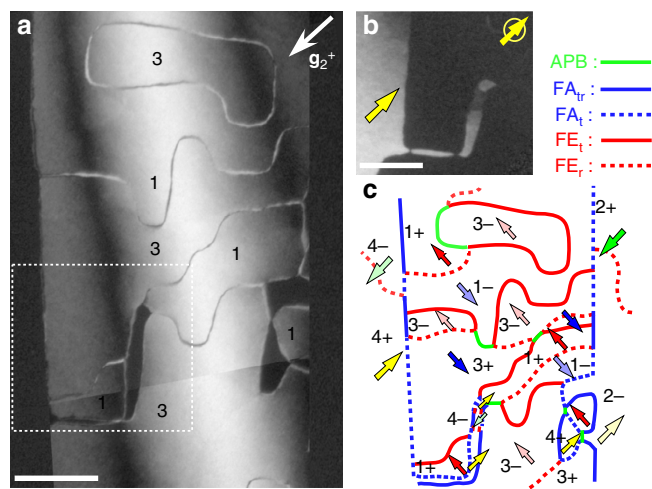 a
3
g₂⁺
1
3
1
1
1
3
b
APB :
FAtr :
FAt :
FEt :
FEr :
c
2+
1+
3–
4–
1–
3–
3–
4+
3+
1+
1–
4–
2–
4+
1+
3–
3+